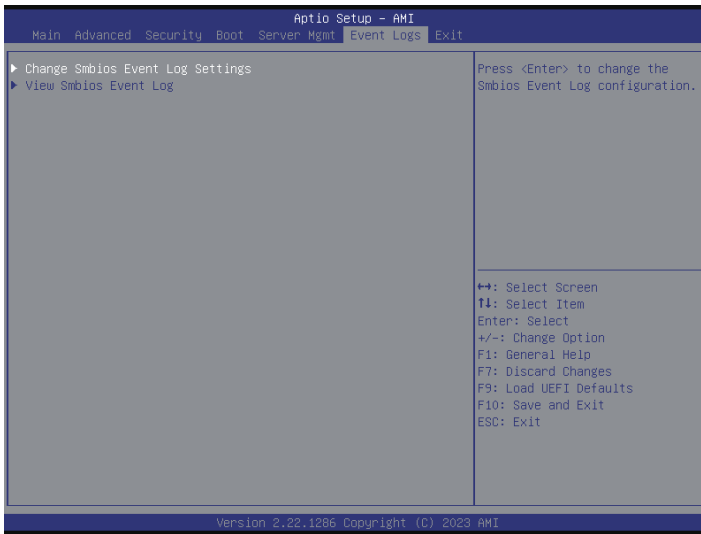 Aptio Setup - AMI
Main Advanced Security Boot Server Mgmt Event Logs Exit
▶ Change Smbios Event Log Settings
▶ View Smbios Event Log
Press <Enter> to change the
Smbios Event Log configuration.
↔: Select Screen
↑↓: Select Item
Enter: Select
+/-: Change Option
F1: General Help
F7: Discard Changes
F9: Load UEFI Defaults
F10: Save and Exit
ESC: Exit
Version 2.22.1286 Copyright (C) 2023 AMI